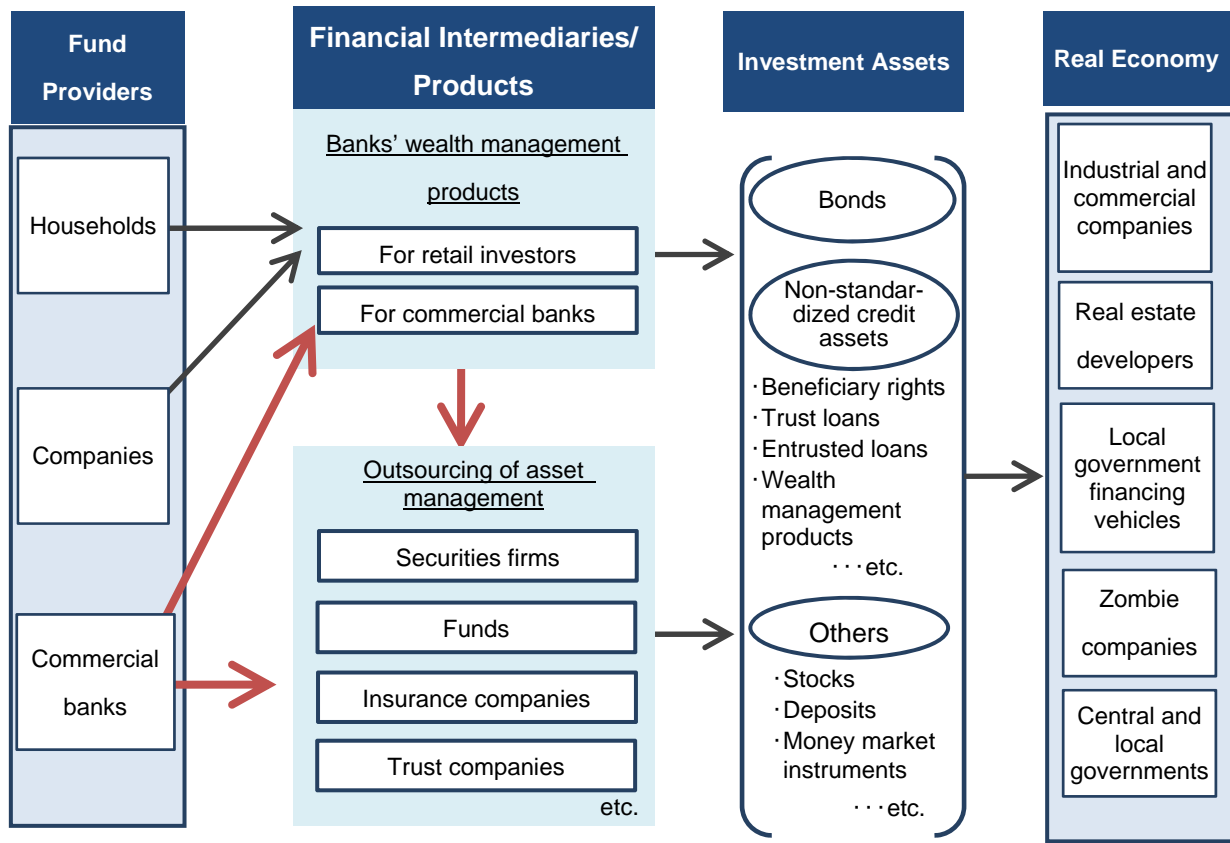 Fund
Providers
Households
Companies
Commercial
banks
Financial Intermediaries/
Products
Banks' wealth management
products
For retail investors
For commercial banks
Outsourcing of asset
management
Securities firms
Funds
Insurance companies
Trust companies
etc.
Investment Assets
Bonds
Non-standar-
dized credit
assets
･Beneficiary rights
･Trust loans
･Entrusted loans
･Wealth
management
products
･･･etc.
Others
･Stocks
･Deposits
･Money market
instruments
･･･etc.
Real Economy
Industrial and
commercial
companies
Real estate
developers
Local
government
financing
vehicles
Zombie
companies
Central and
local
governments